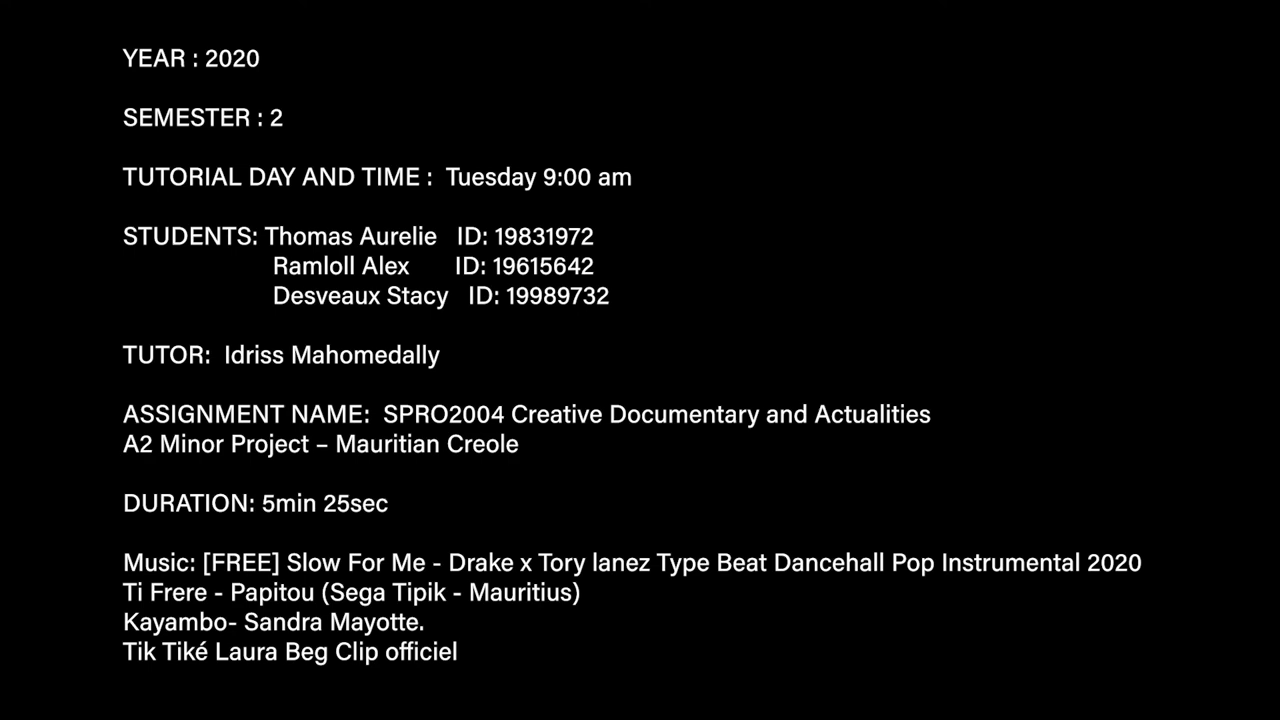 YEAR : 2020
SEMESTER : 2
TUTORIAL DAY AND TIME :  Tuesday 9:00 am
STUDENTS: Thomas Aurelie   ID: 19831972
Ramloll Alex   ID: 19615642
Desveaux Stacy   ID: 19989732
TUTOR:  Idriss Mahomedally
ASSIGNMENT NAME:  SPRO2004 Creative Documentary and Actualities
A2 Minor Project – Mauritian Creole
DURATION: 5min 25sec
Music: [FREE] Slow For Me - Drake x Tory lanez Type Beat Dancehall Pop Instrumental 2020
Ti Frere - Papitou (Sega Tipik - Mauritius)
Kayambo- Sandra Mayotte.
Tik Tiké Laura Beg Clip officiel